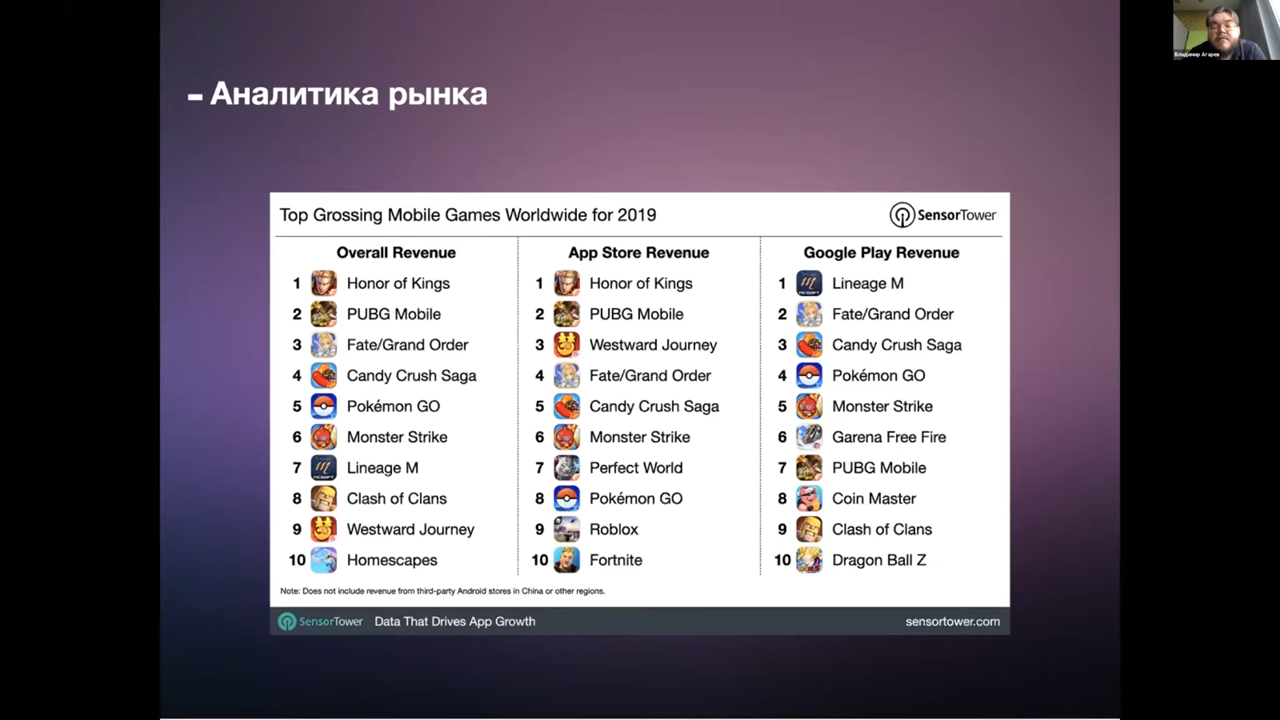 - Аналитика рынка
Владимир Агарев
Top Grossing Mobile Games Worldwide for 2019
SensorTower
Overall Revenue
1 Honor of Kings
2 PUBG Mobile
3 Fate/Grand Order
4 Candy Crush Saga
5 Pokémon GO
6 Monster Strike
7 Lineage M
8 Clash of Clans
9 Westward Journey
10 Homescapes
App Store Revenue
1 Honor of Kings
2 PUBG Mobile
3 Westward Journey
4 Fate/Grand Order
5 Candy Crush Saga
6 Monster Strike
7 Perfect World
8 Pokémon GO
9 Roblox
10 Fortnite
Google Play Revenue
1 Lineage M
2 Fate/Grand Order
3 Candy Crush Saga
4 Pokémon GO
5 Monster Strike
6 Garena Free Fire
7 PUBG Mobile
8 Coin Master
9 Clash of Clans
10 Dragon Ball Z
Note: Does not include revenue from third-party Android stores in China or other regions.
SensorTower Data That Drives App Growth sensortower.com